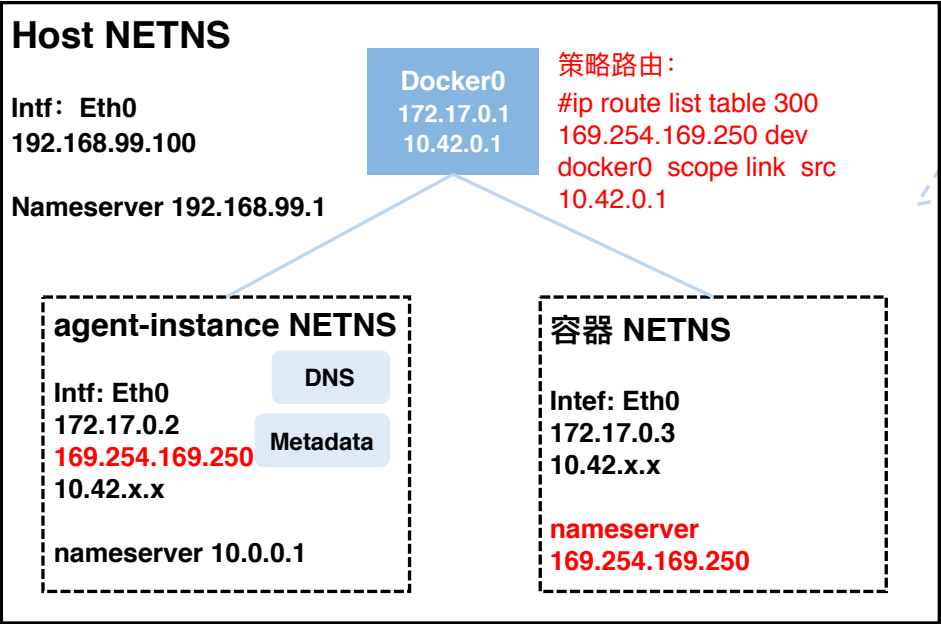 Host NETNS
Intf：Eth0
192.168.99.100
Nameserver 192.168.99.1
Docker0
172.17.0.1
10.42.0.1
策略路由：
#ip route list table 300
169.254.169.250 dev
docker0 scope link src
10.42.0.1
agent-instance NETNS
DNS
Intf: Eth0
172.17.0.2
Metadata
169.254.169.250
10.42.x.x
nameserver 10.0.0.1
容器 NETNS
Intef: Eth0
172.17.0.3
10.42.x.x
nameserver
169.254.169.250